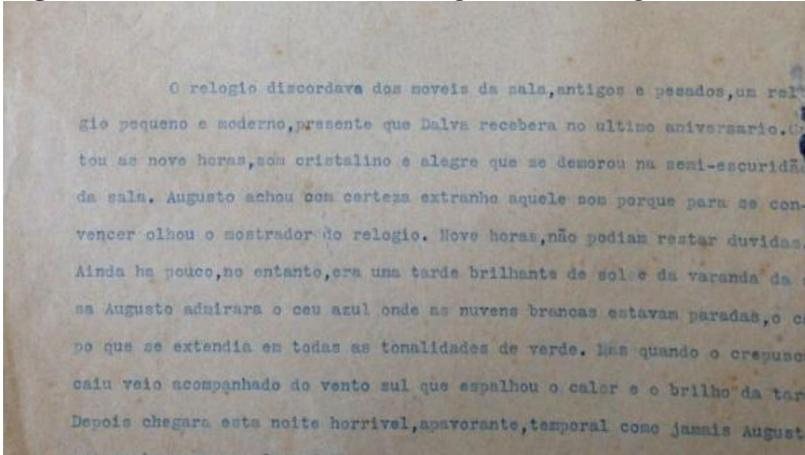 O relogio discordava dos moveis da sala,antigos e pesados,um rel
gio pequeno e moderno,presente que Dalva recebera no ultimo aniversario.
tou as nove horas,som cristalino e alegre que se demorou na semi-escuridã
da sala. Augusto achou com certeza extranho aquele som porque para se con-
vencer olhou o mostrador do relogio. Nove horas,não podiam restar duvidas.
Ainda ha pouco,no entanto,era uma tarde brilhante de sol e da varanda da
sa Augusto admirara o ceu azul onde as nuvens brancas estavam paradas,o c
po que se extendia em todas as tonalidades de verde. Mas quando o crepusc
caiu veio acompanhado do vento sul que espalhou o calor e o brilho da tar
Depois chegara esta noite horrivel,apavorante,temporal como jamais August